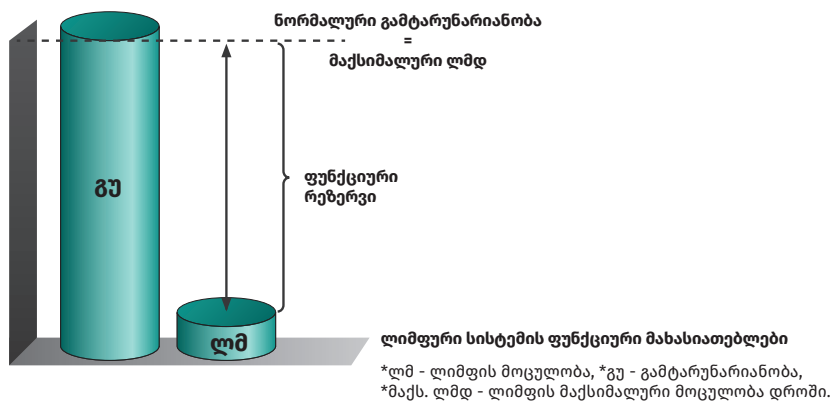 ნორმალური გამტარუნარიანობა
=
მაქსიმალური ლმდ
გუ
ფუნქციური
რეზერვი
ლმ
ლიმფური სისტემის ფუნქციური მახასიათებლები
*ლმ - ლიმფის მოცულობა, *გუ - გამტარუნარიანობა,
*მაქს. ლმდ - ლიმფის მაქსიმალური მოცულობა დროში.